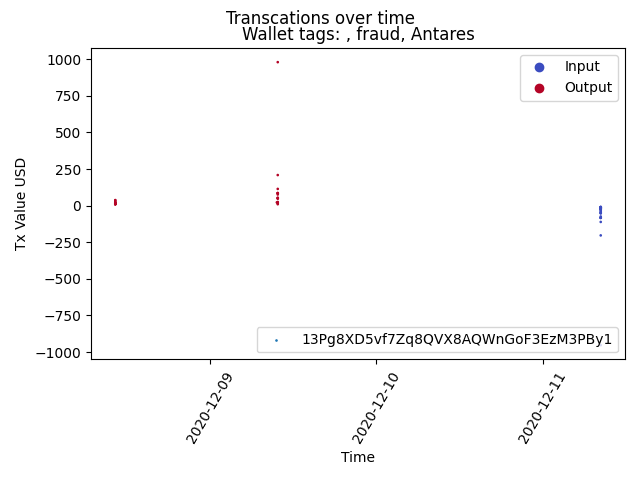 Transcations over time
Wallet tags: , fraud, Antares
1000
750
500
250
0
−250
−500
−750
−1000
Tx Value USD
Input
Output
13Pg8XD5vf7Zq8QVX8AQWnGoF3EzM3PBy1
2020-12-09
2020-12-10
2020-12-11
Time